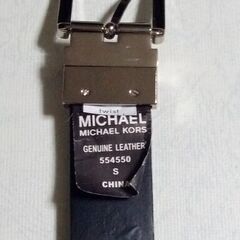 Twist
MICHAEL
MICHAEL KORS
GENUINE LEATHER
554550
S
CHINA